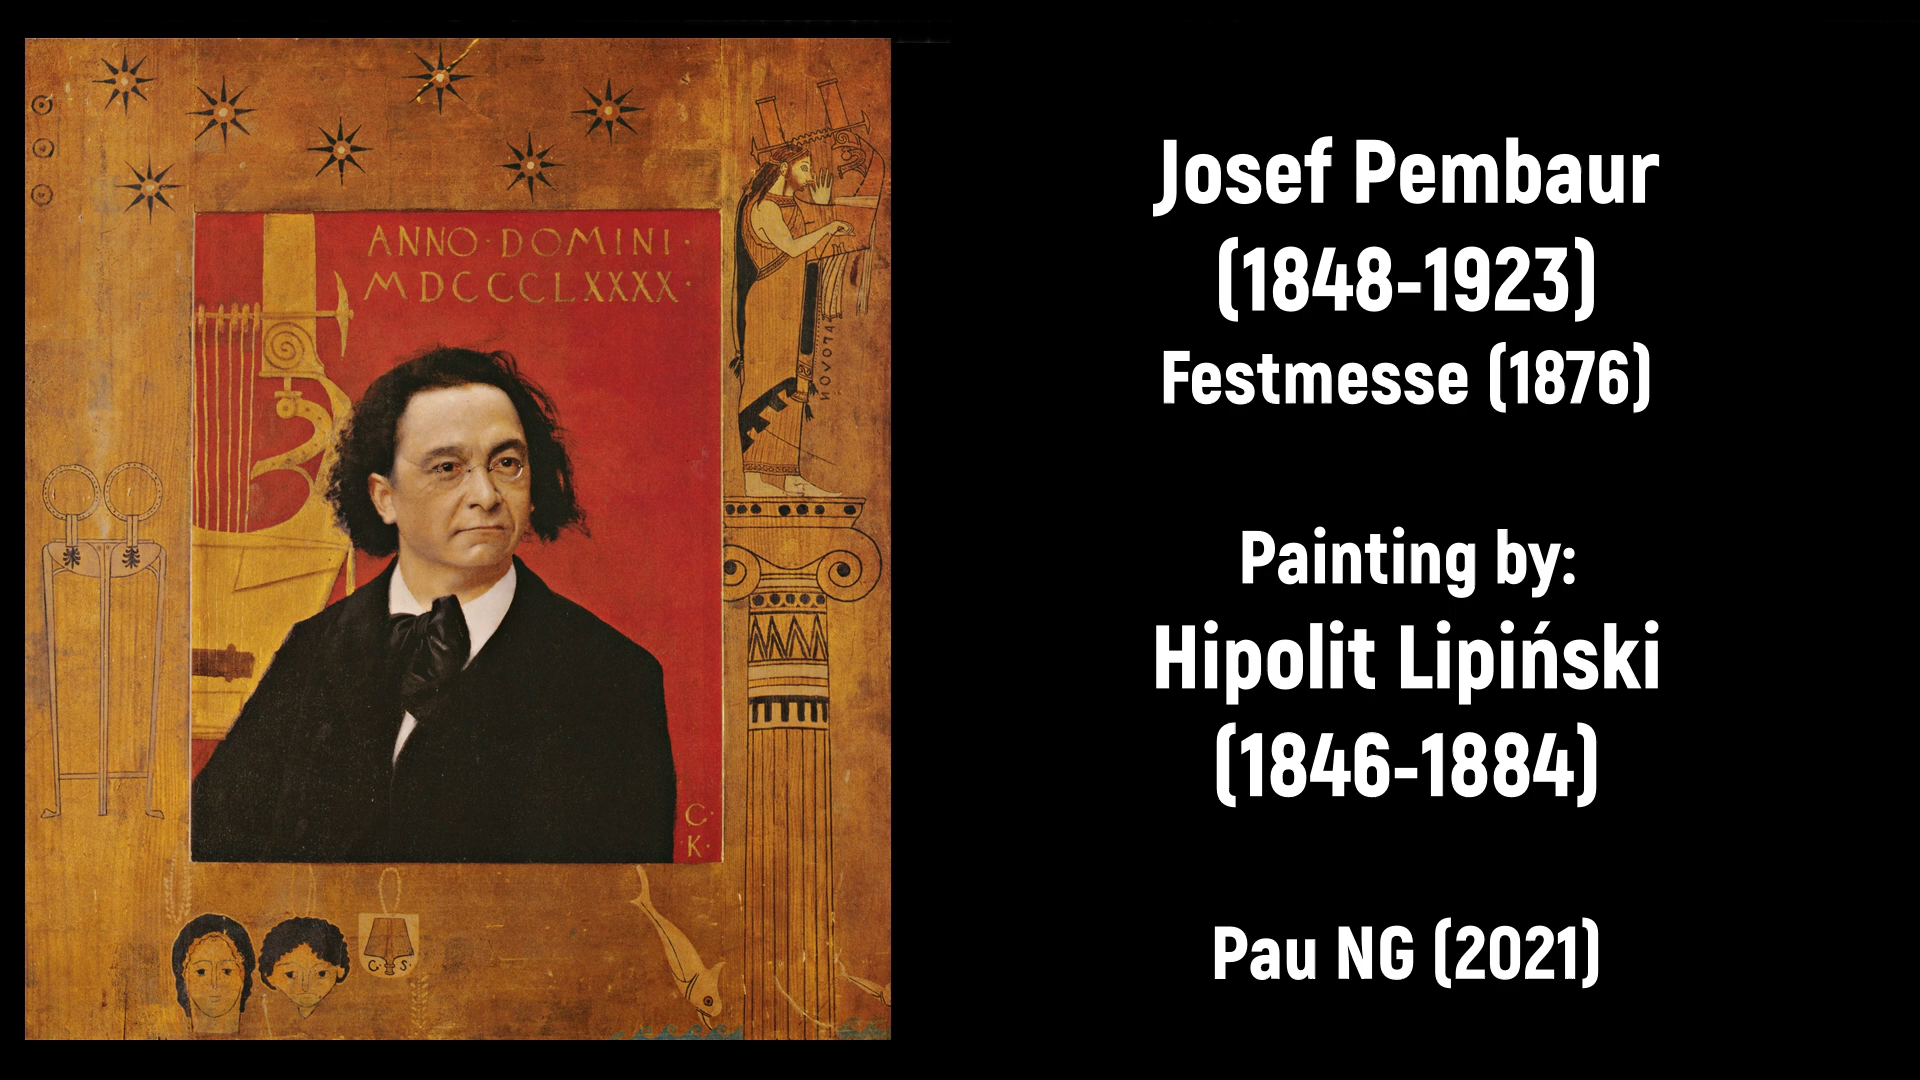 ANNO·DOMINI·
MDCCCLXXXX·
C·
K·
G·S·
Josef Pembaur
(1848-1923)
Festmesse (1876)
Painting by:
Hipolit Lipiński
(1846-1884)
Pau NG (2021)